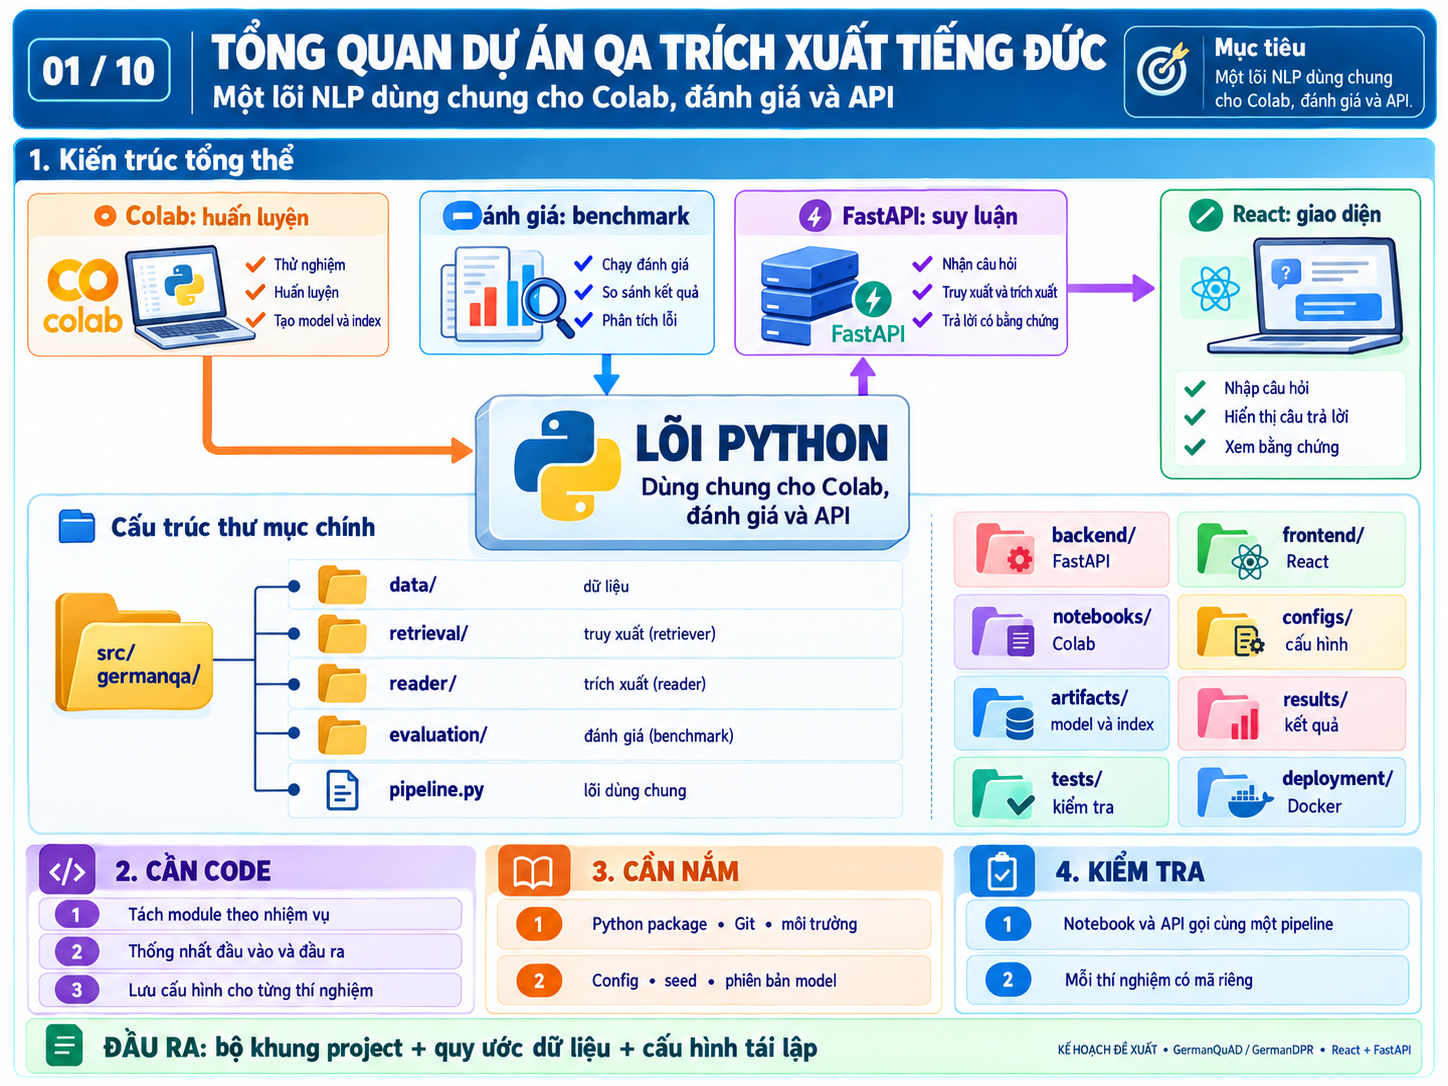 01 / 10
TỔNG QUAN DỰ ÁN QA TRÍCH XUẤT TIẾNG ĐỨC
Một lõi NLP dùng chung cho Colab, đánh giá và API
Mục tiêu
Một lõi NLP dùng chung
cho Colab, đánh giá và API.
1. Kiến trúc tổng thể
Colab: huấn luyện
colab
Thử nghiệm
Huấn luyện
Tạo model và index
ánh giá: benchmark
Chạy đánh giá
So sánh kết quả
Phân tích lỗi
FastAPI: suy luận
FastAPI
Nhận câu hỏi
Truy xuất và trích xuất
Trả lời có bằng chứng
React: giao diện
?
Nhập câu hỏi
Hiển thị câu trả lời
Xem bằng chứng
LÕI PYTHON
Dùng chung cho Colab,
đánh giá và API
Cấu trúc thư mục chính
src/
germanqa/
data/ dữ liệu
retrieval/ truy xuất (retriever)
reader/ trích xuất (reader)
evaluation/ đánh giá (benchmark)
pipeline.py lõi dùng chung
backend/
FastAPI
frontend/
React
notebooks/
Colab
configs/
cấu hình
artifacts/
model và index
results/
kết quả
tests/
kiểm tra
deployment/
Docker
</> 2. CẦN CODE
1 Tách module theo nhiệm vụ
2 Thống nhất đầu vào và đầu ra
3 Lưu cấu hình cho từng thí nghiệm
3. CẦN NẮM
1 Python package • Git • môi trường
2 Config • seed • phiên bản model
4. KIỂM TRA
1 Notebook và API gọi cùng một pipeline
2 Mỗi thí nghiệm có mã riêng
ĐẦU RA: bộ khung project + quy ước dữ liệu + cấu hình tái lập
KẾ HOẠCH ĐỀ XUẤT • GermanQuAD / GermanDPR • React + FastAPI